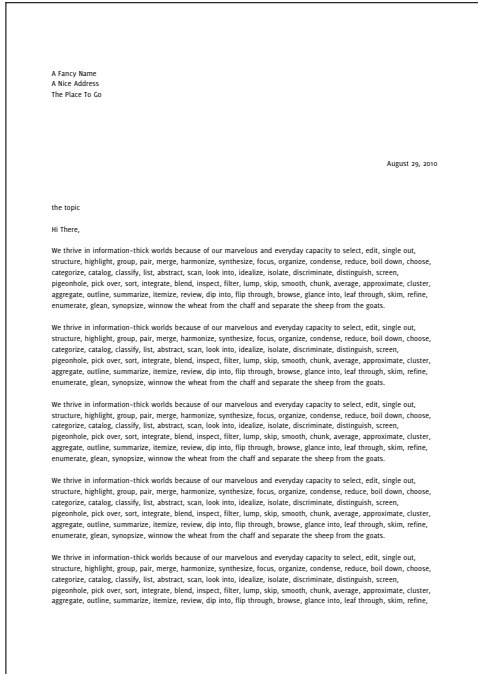 A Fancy Name
A Nice Address
The Place To Go
August 29, 2010
the topic
Hi There,
We thrive in information-thick worlds because of our marvelous and everyday capacity to select, edit, single out,
structure, highlight, group, pair, merge, harmonize, synthesize, focus, organize, condense, reduce, boil down, choose,
categorize, catalog, classify, list, abstract, scan, look into, idealize, isolate, discriminate, distinguish, screen,
pigeonhole, pick over, sort, integrate, blend, inspect, filter, lump, skip, smooth, chunk, average, approximate, cluster,
aggregate, outline, summarize, itemize, review, dip into, flip through, browse, glance into, leaf through, skim, refine,
enumerate, glean, synopsize, winnow the wheat from the chaff and separate the sheep from the goats.
We thrive in information-thick worlds because of our marvelous and everyday capacity to select, edit, single out,
structure, highlight, group, pair, merge, harmonize, synthesize, focus, organize, condense, reduce, boil down, choose,
categorize, catalog, classify, list, abstract, scan, look into, idealize, isolate, discriminate, distinguish, screen,
pigeonhole, pick over, sort, integrate, blend, inspect, filter, lump, skip, smooth, chunk, average, approximate, cluster,
aggregate, outline, summarize, itemize, review, dip into, flip through, browse, glance into, leaf through, skim, refine,
enumerate, glean, synopsize, winnow the wheat from the chaff and separate the sheep from the goats.
We thrive in information-thick worlds because of our marvelous and everyday capacity to select, edit, single out,
structure, highlight, group, pair, merge, harmonize, synthesize, focus, organize, condense, reduce, boil down, choose,
categorize, catalog, classify, list, abstract, scan, look into, idealize, isolate, discriminate, distinguish, screen,
pigeonhole, pick over, sort, integrate, blend, inspect, filter, lump, skip, smooth, chunk, average, approximate, cluster,
aggregate, outline, summarize, itemize, review, dip into, flip through, browse, glance into, leaf through, skim, refine,
enumerate, glean, synopsize, winnow the wheat from the chaff and separate the sheep from the goats.
We thrive in information-thick worlds because of our marvelous and everyday capacity to select, edit, single out,
structure, highlight, group, pair, merge, harmonize, synthesize, focus, organize, condense, reduce, boil down, choose,
categorize, catalog, classify, list, abstract, scan, look into, idealize, isolate, discriminate, distinguish, screen,
pigeonhole, pick over, sort, integrate, blend, inspect, filter, lump, skip, smooth, chunk, average, approximate, cluster,
aggregate, outline, summarize, itemize, review, dip into, flip through, browse, glance into, leaf through, skim, refine,
enumerate, glean, synopsize, winnow the wheat from the chaff and separate the sheep from the goats.
We thrive in information-thick worlds because of our marvelous and everyday capacity to select, edit, single out,
structure, highlight, group, pair, merge, harmonize, synthesize, focus, organize, condense, reduce, boil down, choose,
categorize, catalog, classify, list, abstract, scan, look into, idealize, isolate, discriminate, distinguish, screen,
pigeonhole, pick over, sort, integrate, blend, inspect, filter, lump, skip, smooth, chunk, average, approximate, cluster,
aggregate, outline, summarize, itemize, review, dip into, flip through, browse, glance into, leaf through, skim, refine,